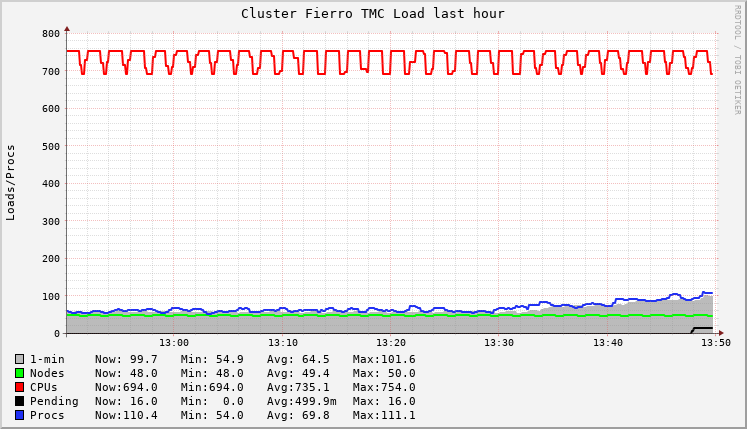 Cluster Fierro TMC Load last hour
RRDTOOL / TOBI OETIKER
Loads/Procs
800
700
600
500
400
300
200
100
0
13:00 13:10 13:20 13:30 13:40 13:50
1-min Now: 99.7 Min: 54.9 Avg: 64.5 Max:101.6
Nodes Now: 48.0 Min: 48.0 Avg: 49.4 Max: 50.0
CPUs Now:694.0 Min:694.0 Avg:735.1 Max:754.0
Pending Now: 16.0 Min: 0.0 Avg:499.9m Max: 16.0
Procs Now:110.4 Min: 54.0 Avg: 69.8 Max:111.1